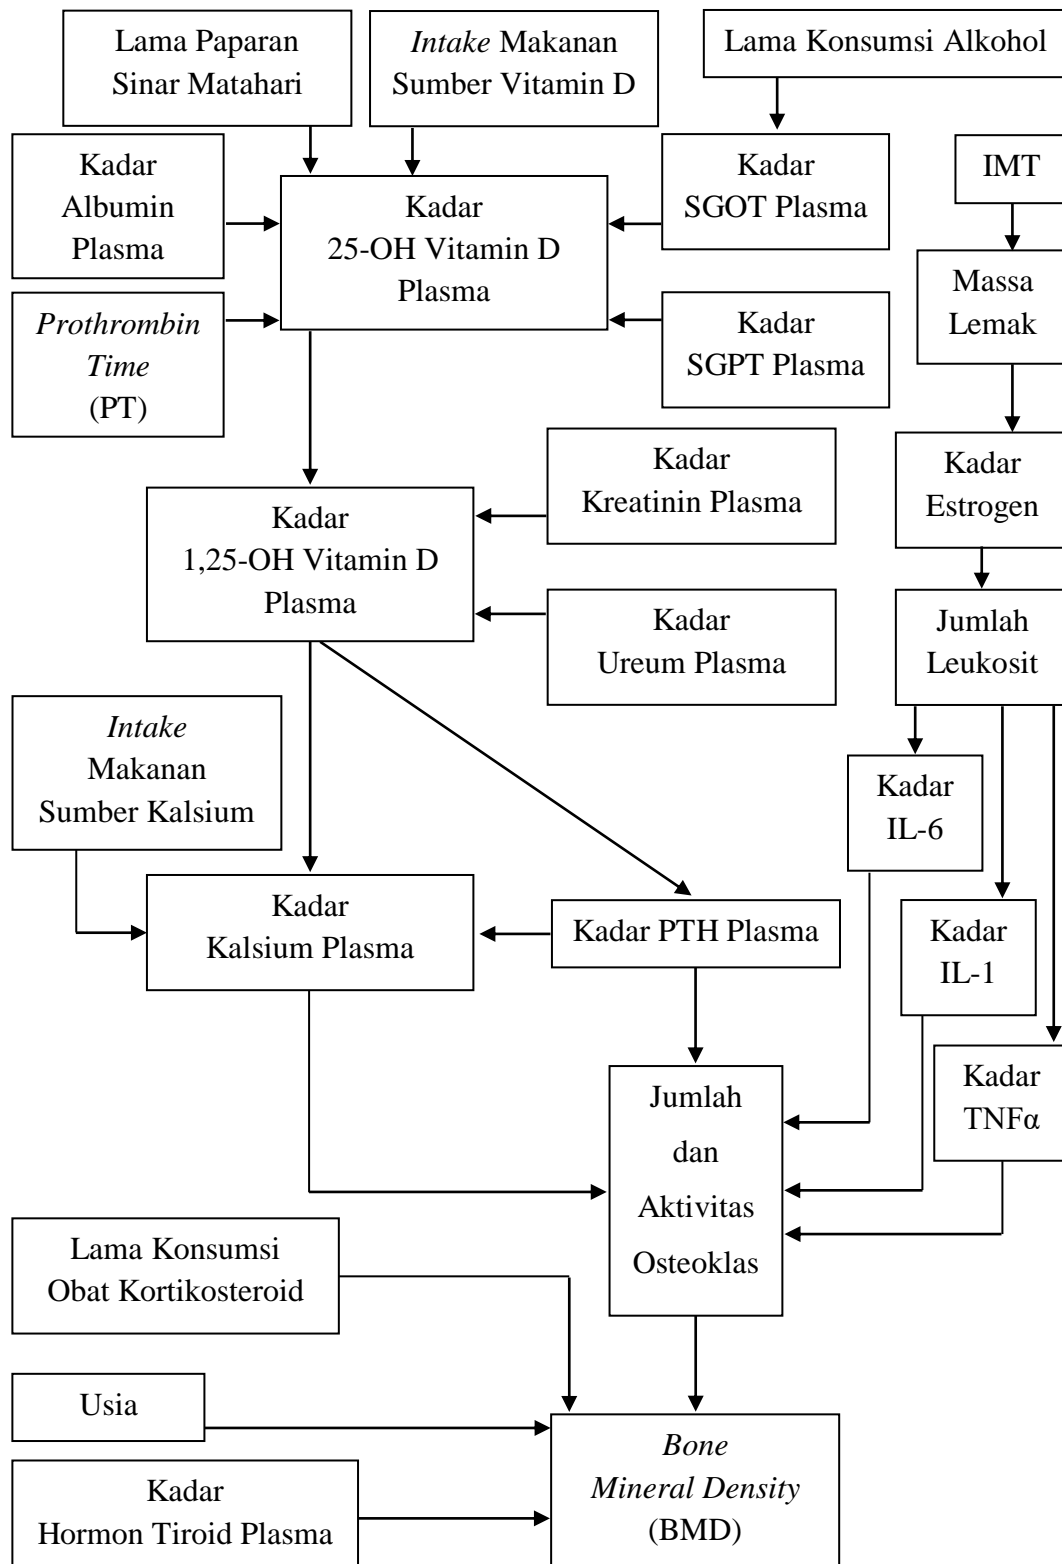 Lama Paparan
Sinar Matahari
Intake Makanan
Sumber Vitamin D
Lama Konsumsi Alkohol
Kadar
Albumin
Plasma
Kadar
25-OH Vitamin D
Plasma
Kadar
SGOT Plasma
IMT
Prothrombin
Time
(PT)
Kadar
SGPT Plasma
Massa
Lemak
Kadar
Kreatinin Plasma
Kadar
Estrogen
Kadar
1,25-OH Vitamin D
Plasma
Kadar
Ureum Plasma
Jumlah
Leukosit
Intake
Makanan
Sumber Kalsium
Kadar
IL-6
Kadar
Kalsium Plasma
Kadar PTH Plasma
Kadar
IL-1
Jumlah
dan
Aktivitas
Osteoklas
Kadar
TNFα
Lama Konsumsi
Obat Kortikosteroid
Usia
Kadar
Hormon Tiroid Plasma
Bone
Mineral Density
(BMD)